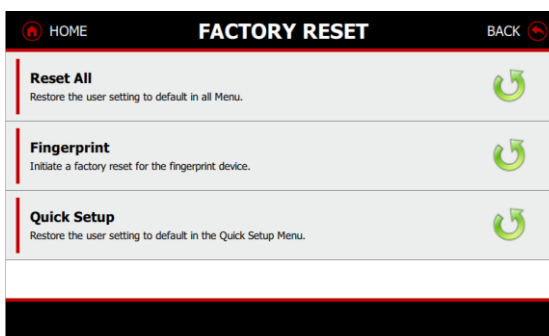 HOME
FACTORY RESET
BACK
Reset All
Restore the user setting to default in all Menu.
Fingerprint
Initiate a factory reset for the fingerprint device.
Quick Setup
Restore the user setting to default in the Quick Setup Menu.